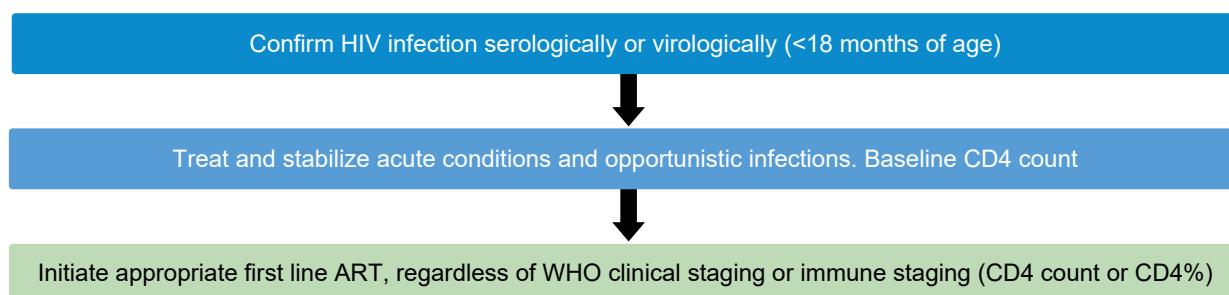 Confirm HIV infection serologically or virologically (<18 months of age)
Treat and stabilize acute conditions and opportunistic infections. Baseline CD4 count
Initiate appropriate first line ART, regardless of WHO clinical staging or immune staging (CD4 count or CD4%)